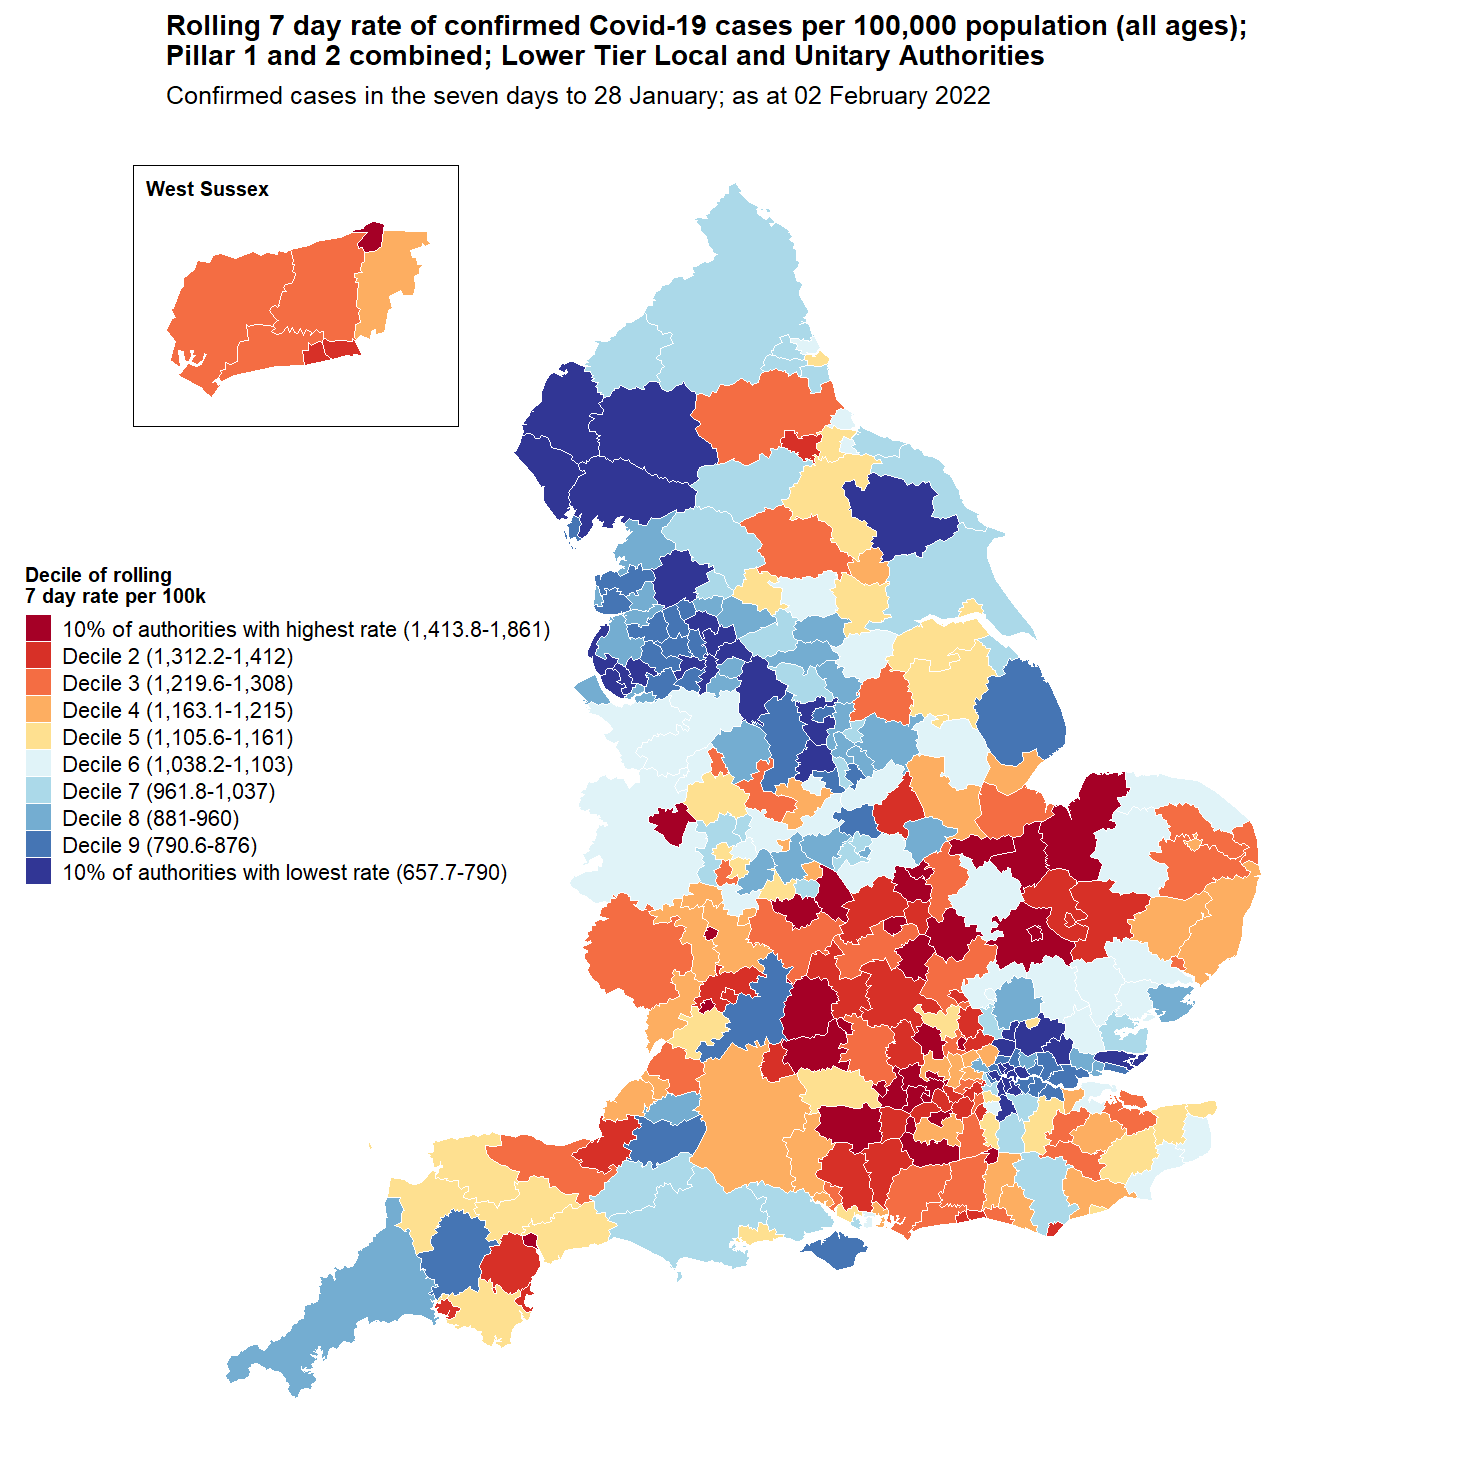 Rolling 7 day rate of confirmed Covid-19 cases per 100,000 population (all ages);
Pillar 1 and 2 combined; Lower Tier Local and Unitary Authorities
Confirmed cases in the seven days to 28 January; as at 02 February 2022
West Sussex
Decile of rolling
7 day rate per 100k
10% of authorities with highest rate (1,413.8-1,861)
Decile 2 (1,312.2-1,412)
Decile 3 (1,219.6-1,308)
Decile 4 (1,163.1-1,215)
Decile 5 (1,105.6-1,161)
Decile 6 (1,038.2-1,103)
Decile 7 (961.8-1,037)
Decile 8 (881-960)
Decile 9 (790.6-876)
10% of authorities with lowest rate (657.7-790)